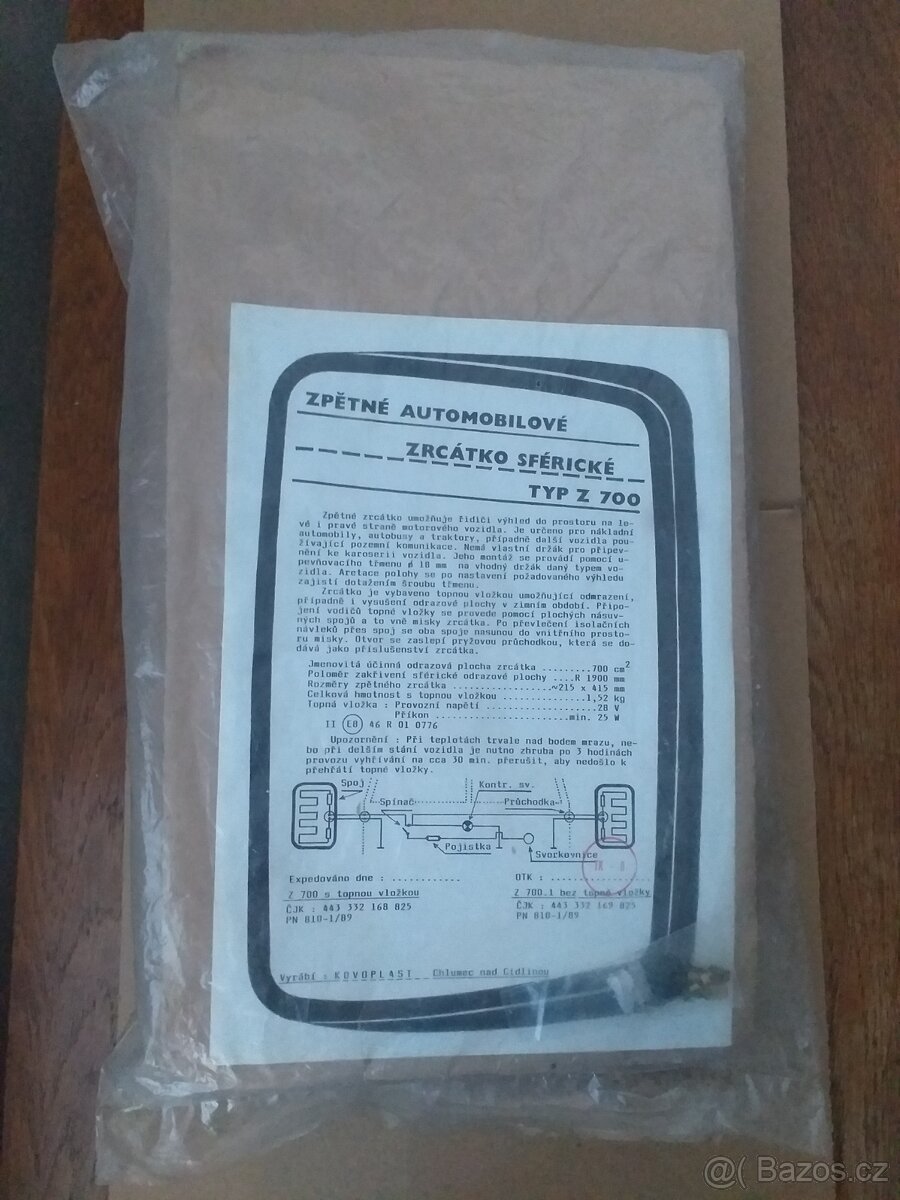 ZPĚTNÉ AUTOMOBILOVÉ
ZRCÁTKO SFÉRICKÉ
TYP Z 700
Zpětné zrcátko umožňuje řidiči výhled do prostoru na le-
vé i pravé straně motorového vozidla. Je určeno pro nákladní
automobily, autobusy a traktory, případně další vozidla pou-
žívající pozemní komunikace. Nemá vlastní držák pro připev-
nění ke karoserii vozidla. Jeho montáž se provádí pomocí u-
pevňovacího třmenu ø 18 mm na vhodný držák daný typem vo-
zidla. Aretace polohy se po nastavení požadovaného výhledu
zajistí dotažením šroubu třmenu.
Zrcátko je vybaveno topnou vložkou umožňující odmrazení,
případně i vysušení odrazové plochy v zimním období. Připo-
jení vodičů topné vložky se provede pomocí plochých násuv-
ných spojů a to vně misky zrcátka. Po převlečení isolačních
návleků přes spoj se oba spoje nasunou do vnitřního prosto-
ru misky. Otvor se zaslepí pryžovou průchodkou, která se do-
dává jako příslušenství zrcátka.
Jmenovitá účinná odrazová plocha zrcátka .........700 cm²
Poloměr zakřivení sférické odrazové plochy ....R 1900 mm
Rozměry zpětného zrcátka ..................~215 x 415 mm
Celková hmotnost s topnou vložkou ...............1,52 kg
Topná vložka : Provozní napětí .....................28 V
Příkon .......................min. 25 W
II E8 46 R 01 0776
Upozornění : Při teplotách trvale nad bodem mrazu, ne-
bo při delším stání vozidla je nutno zhruba po 3 hodinách
provozu vyhřívání na cca 30 min. přerušit, aby nedošlo k
přehřátí topné vložky.
Spoj
Kontr. sv.
Spínač
Průchodka
Pojistka
Svorkovnice
Expedováno dne : ...........
OTK : ...........
Z 700 s topnou vložkou
Z 700.1 bez topné vložky
ČJK : 443 332 168 825
ČJK : 443 332 169 825
PN 810-1/89
PN 810-1/89
Vyrábí : KOVOPLAST Chlumec nad Cidlinou
@( Bazos.cz